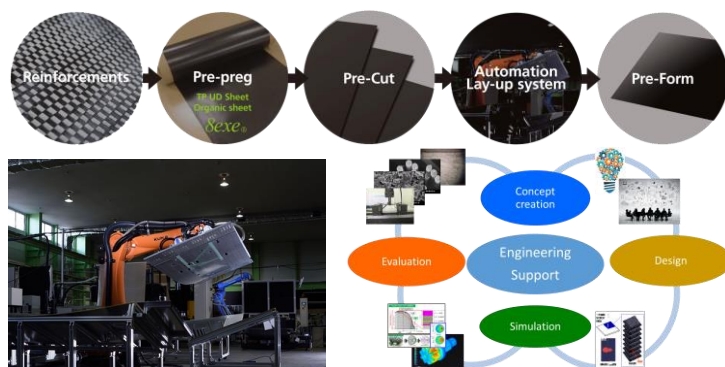 Reinforcements
Pre-preg
TP UD Sheet
Organic sheet
8exe®
Pre-Cut
Automation
Lay-up system
Pre-Form
Concept
creation
Evaluation
Engineering
Support
Design
Simulation